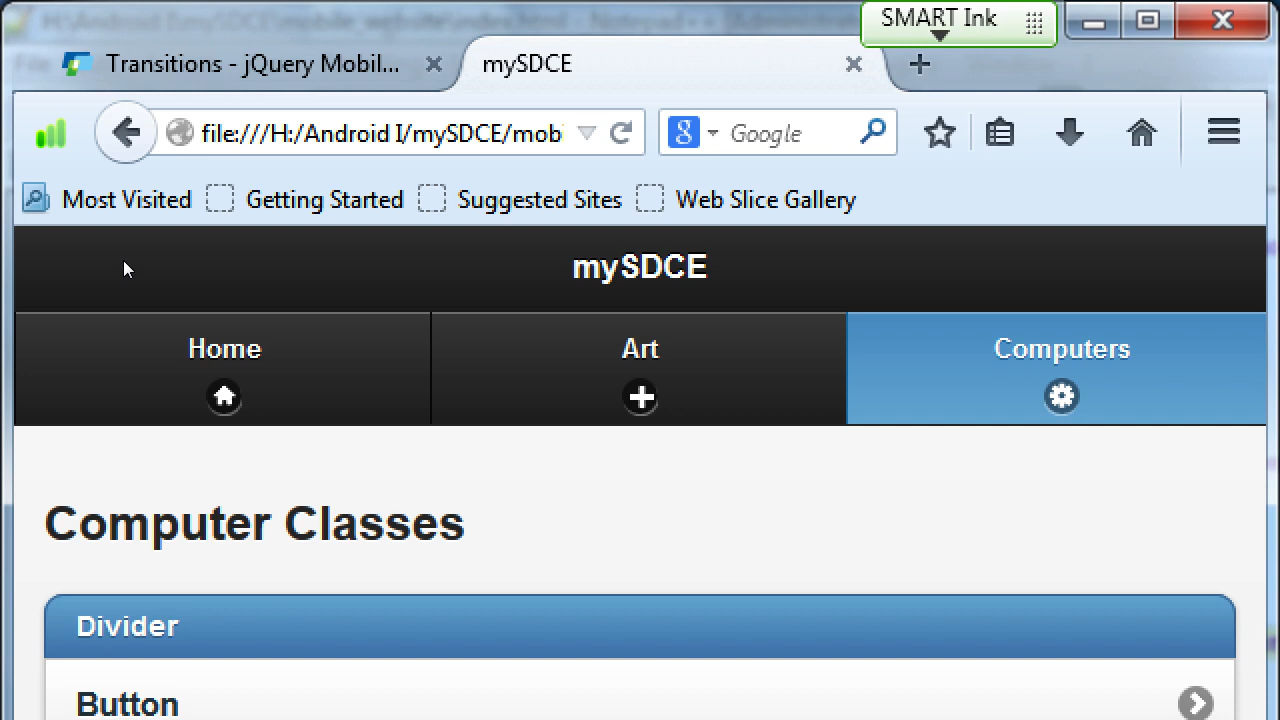 SMART Ink
Transitions - jQuery Mobil...
mySDCE
file:///H:/Android I/mySDCE/mob
Google
Most Visited
Getting Started
Suggested Sites
Web Slice Gallery
mySDCE
Home
Art
Computers
Computer Classes
Divider
Button